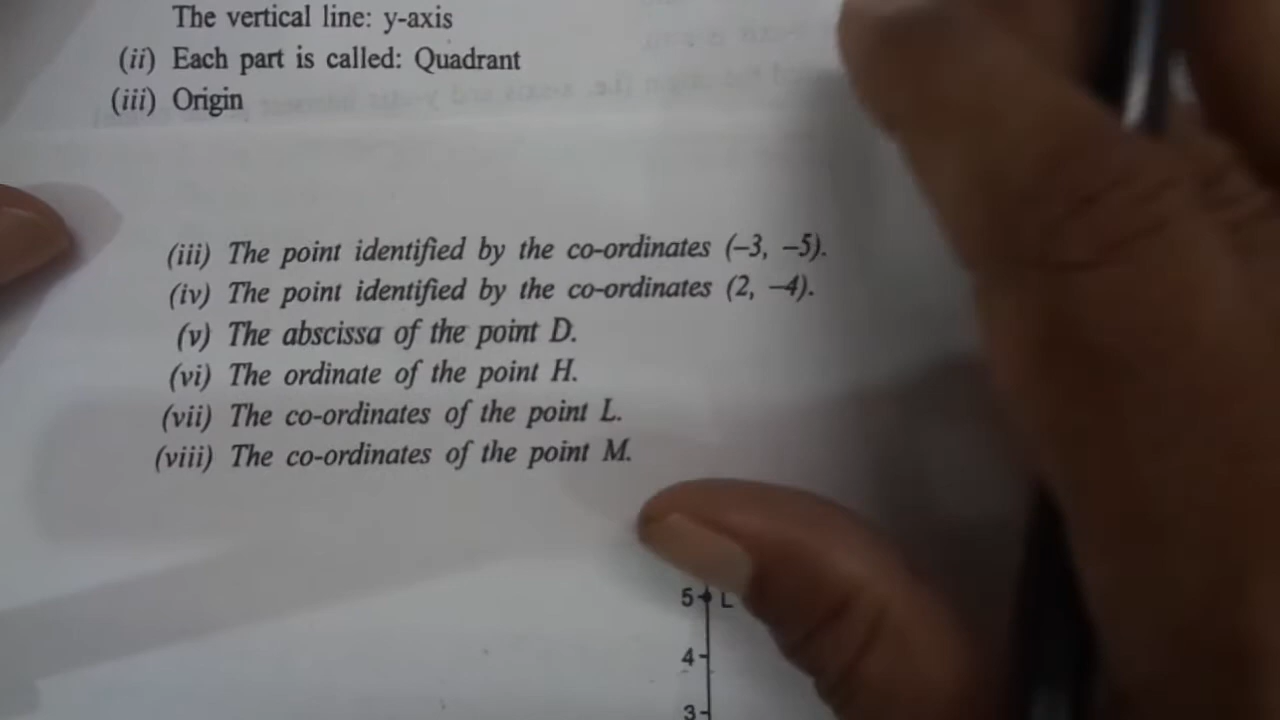 The vertical line: y-axis
(ii) Each part is called: Quadrant
(iii) Origin
(iii) The point identified by the co-ordinates (–3, –5).
(iv) The point identified by the co-ordinates (2, –4).
(v) The abscissa of the point D.
(vi) The ordinate of the point H.
(vii) The co-ordinates of the point L.
(viii) The co-ordinates of the point M.
5 L
4
3